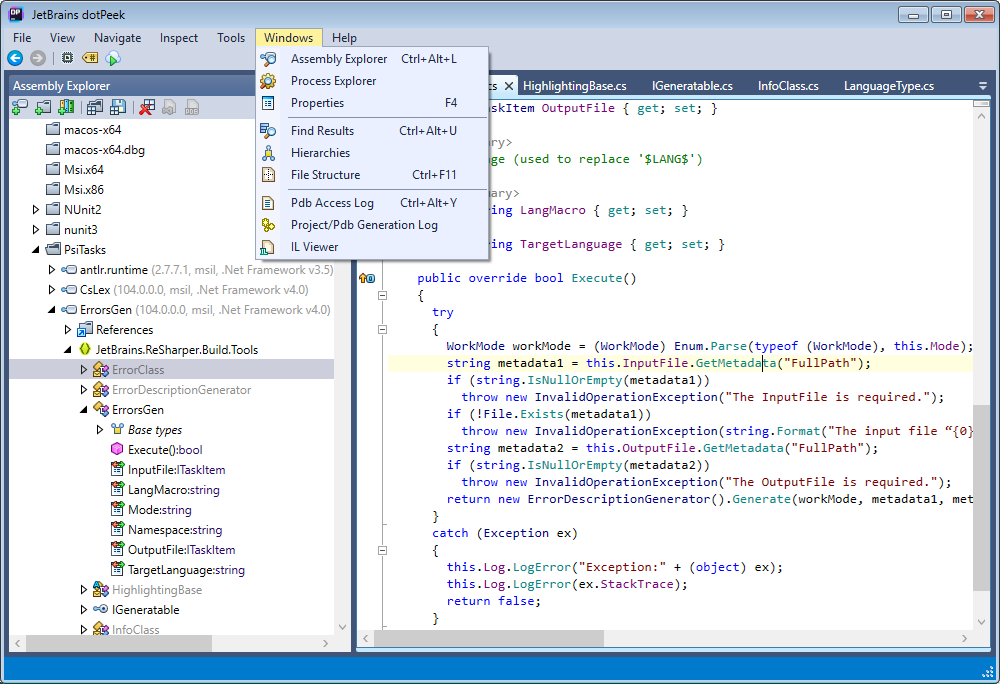 JetBrains dotPeek
File View Navigate Inspect Tools Windows Help
Assembly Explorer
macos-x64
macos-x64.dbg
Msi.x64
Msi.x86
NUnit2
nunit3
PsiTasks
antlr.runtime (2.7.7.1, msil, .Net Framework v3.5)
CsLex (104.0.0.0, msil, .Net Framework v4.0)
ErrorsGen (104.0.0.0, msil, .Net Framework v4.0)
References
JetBrains.ReSharper.Build.Tools
ErrorClass
ErrorDescriptionGenerator
ErrorsGen
Base types
Execute():bool
InputFile:ITaskItem
LangMacro:string
Mode:string
Namespace:string
OutputFile:ITaskItem
TargetLanguage:string
HighlightingBase
IGeneratable
InfoClass
Assembly Explorer Ctrl+Alt+L
Process Explorer
Properties F4
Find Results Ctrl+Alt+U
Hierarchies
File Structure Ctrl+F11
Pdb Access Log Ctrl+Alt+Y
Project/Pdb Generation Log
IL Viewer
cs HighlightingBase.cs IGeneratable.cs InfoClass.cs LanguageType.cs
skItem OutputFile { get; set; }
ary>
ge (used to replace '$LANG$')
ary>
ing LangMacro { get; set; }
ing TargetLanguage { get; set; }
public override bool Execute()
{
try
{
WorkMode workMode = (WorkMode) Enum.Parse(typeof (WorkMode), this.Mode);
string metadata1 = this.InputFile.GetMetadata("FullPath");
if (string.IsNullOrEmpty(metadata1))
throw new InvalidOperationException("The InputFile is required.");
if (!File.Exists(metadata1))
throw new InvalidOperationException(string.Format("The input file “{0}
string metadata2 = this.OutputFile.GetMetadata("FullPath");
if (string.IsNullOrEmpty(metadata2))
throw new InvalidOperationException("The OutputFile is required.");
return new ErrorDescriptionGenerator().Generate(workMode, metadata1, met
}
catch (Exception ex)
{
this.Log.LogError("Exception:" + (object) ex);
this.Log.LogError(ex.StackTrace);
return false;
}